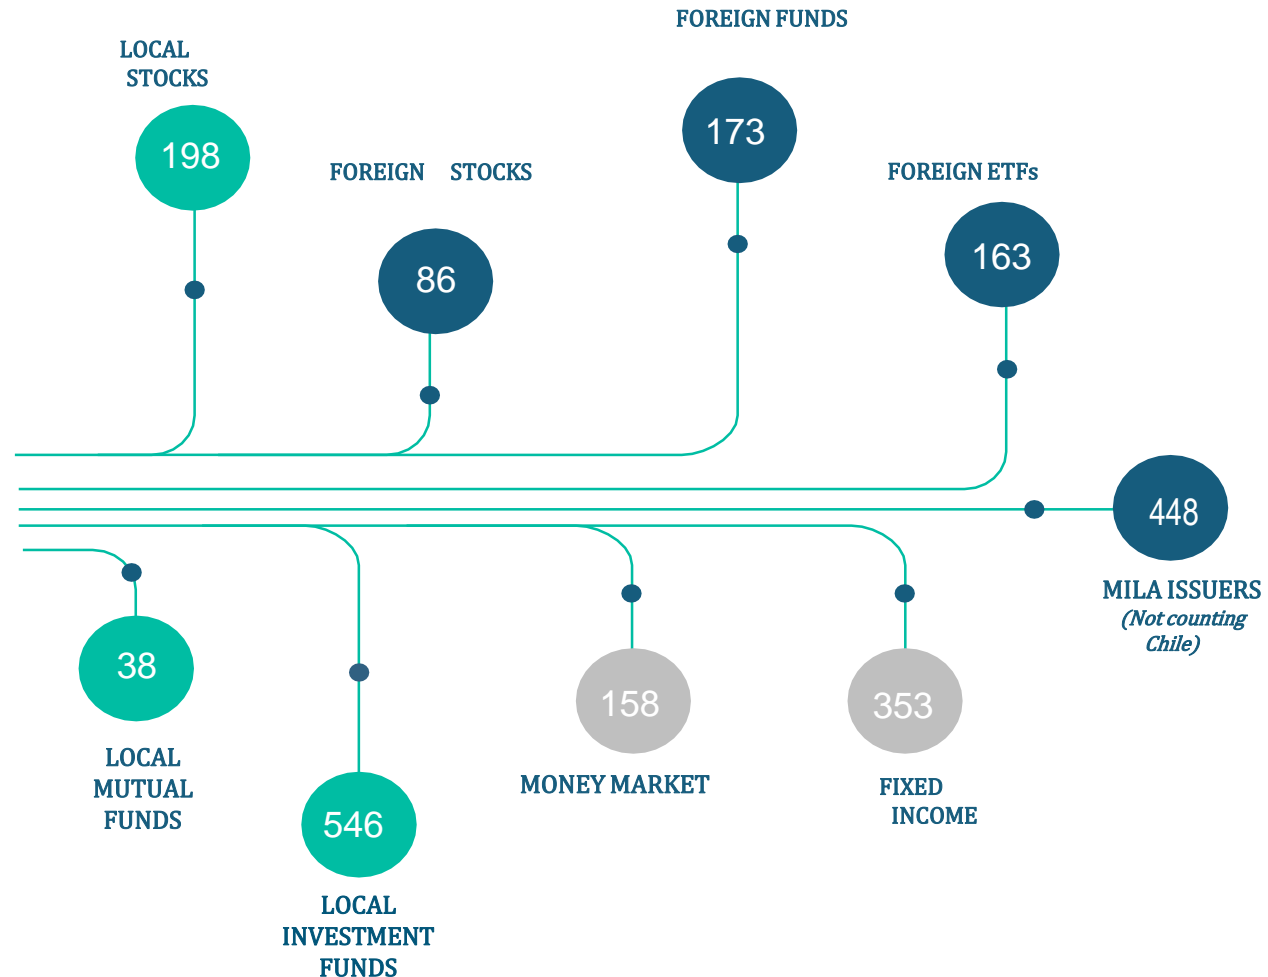 FOREIGN FUNDS
LOCAL
STOCKS
173
198
FOREIGN STOCKS
FOREIGN ETFs
86
163
448
MILA ISSUERS
(Not counting
Chile)
38
158
353
LOCAL
MUTUAL
FUNDS
MONEY MARKET
FIXED
INCOME
546
LOCAL
INVESTMENT
FUNDS